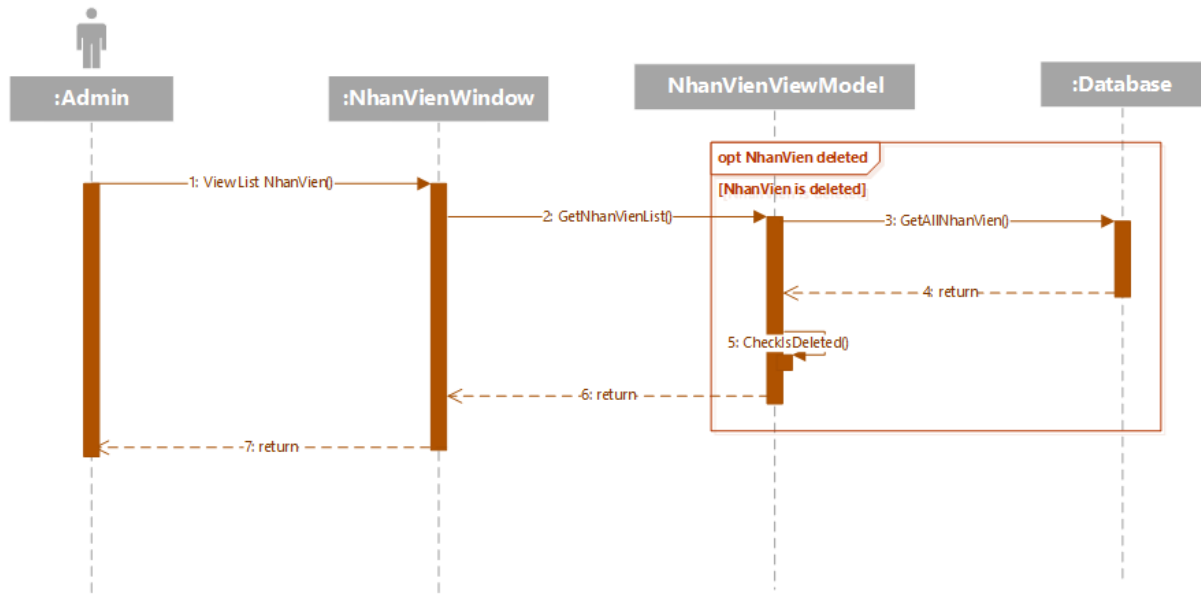 :Admin
:NhanVienWindow
NhanVienViewModel
:Database
opt NhanVien deleted
[NhanVien is deleted]
1: View List NhanVien()
2: GetNhanVienList()
3: GetAllNhanVien()
4: return
5: CheckIsDeleted()
6: return
7: return